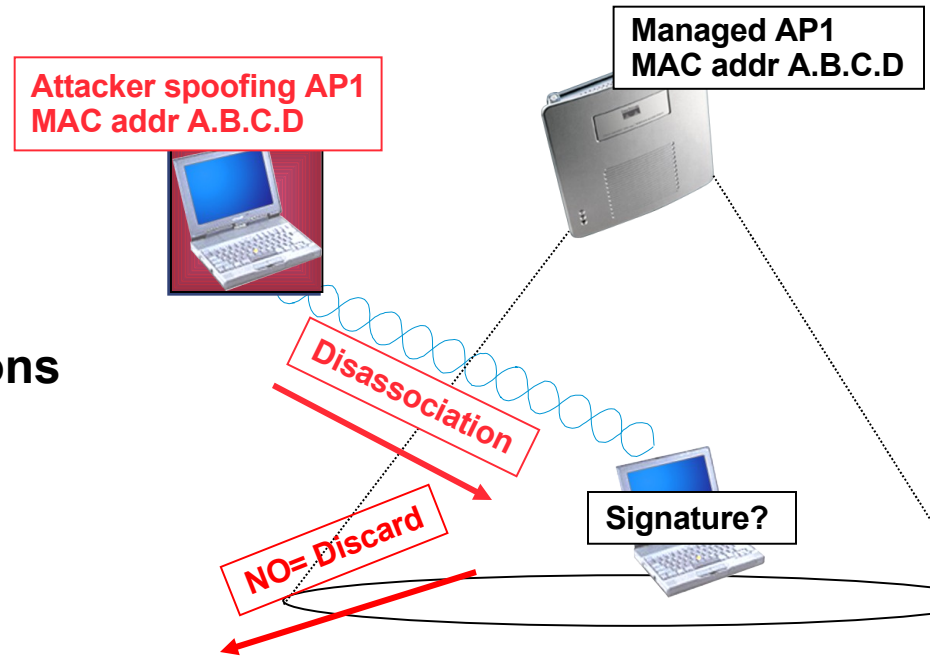 Managed AP1
MAC addr A.B.C.D
Attacker spoofing AP1
MAC addr A.B.C.D
ons
Disassociation
Signature?
NO= Discard